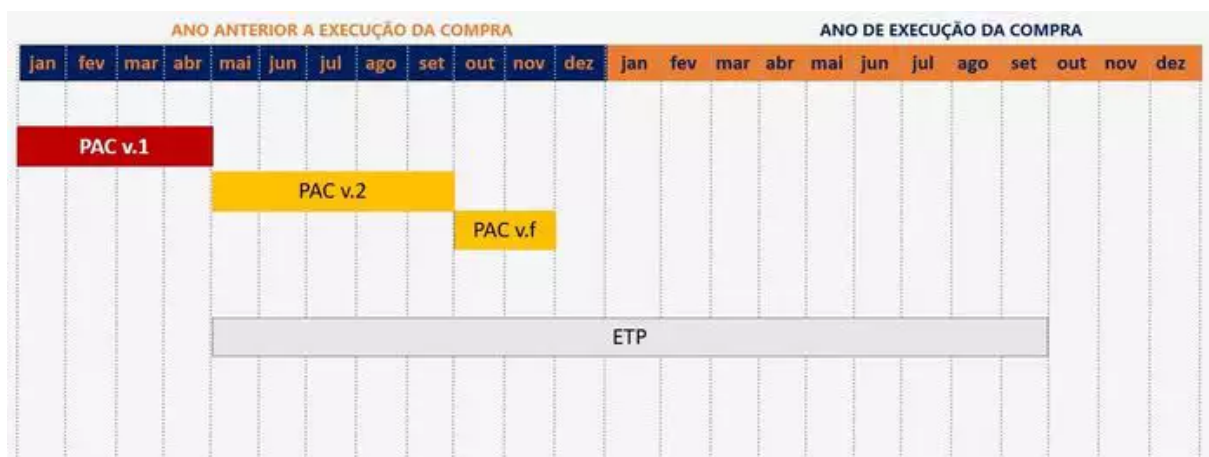 ANO ANTERIOR A EXECUÇÃO DA COMPRA ANO DE EXECUÇÃO DA COMPRA
jan fev mar abr mai jun jul ago set out nov dez jan fev mar abr mai jun jul ago set out nov dez
PAC v.1
PAC v.2
PAC v.f
ETP